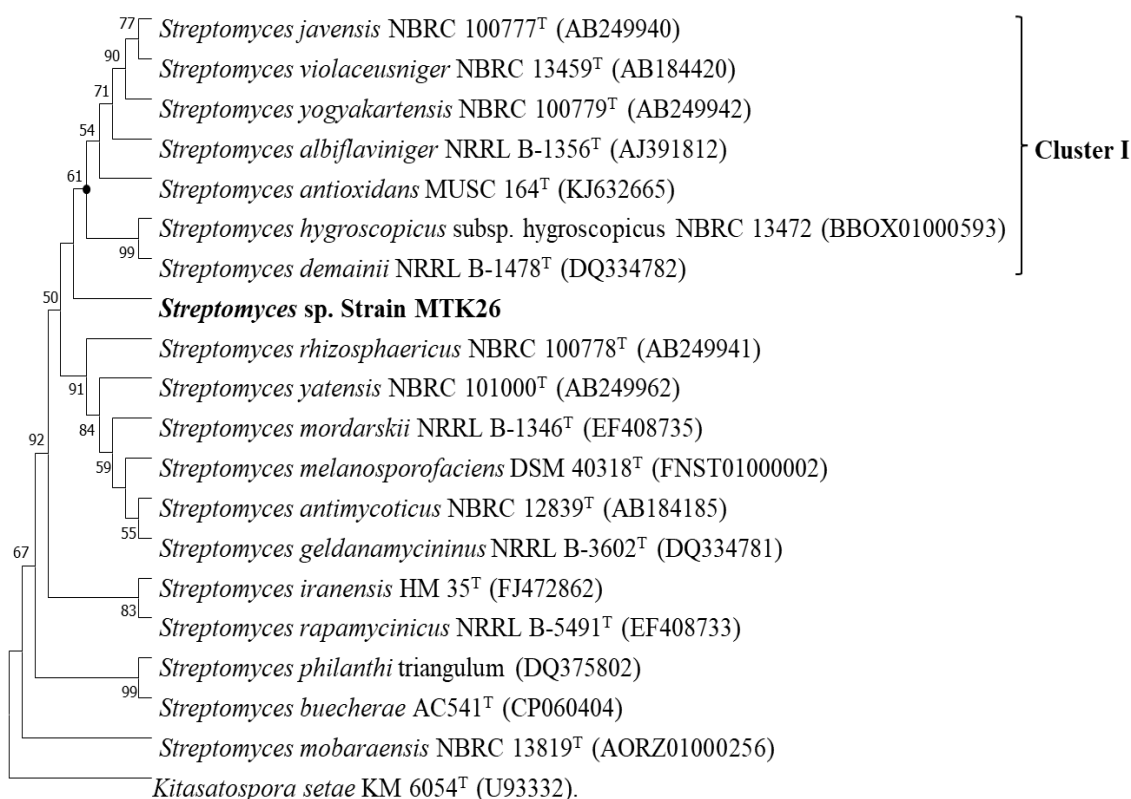 77
Streptomyces javensis NBRC 100777ᵀ (AB249940)
90
Streptomyces violaceusniger NBRC 13459ᵀ (AB184420)
71
Streptomyces yogyakartensis NBRC 100779ᵀ (AB249942)
54
Streptomyces albiflaviniger NRRL B-1356ᵀ (AJ391812)
Cluster I
61
Streptomyces antioxidans MUSC 164ᵀ (KJ632665)
Streptomyces hygroscopicus subsp. hygroscopicus NBRC 13472 (BBOX01000593)
99
Streptomyces demainii NRRL B-1478ᵀ (DQ334782)
50
Streptomyces sp. Strain MTK26
Streptomyces rhizosphaericus NBRC 100778ᵀ (AB249941)
91
Streptomyces yatensis NBRC 101000ᵀ (AB249962)
84
Streptomyces mordarskii NRRL B-1346ᵀ (EF408735)
92
59
Streptomyces melanosporofaciens DSM 40318ᵀ (FNST01000002)
Streptomyces antimycoticus NBRC 12839ᵀ (AB184185)
55
Streptomyces geldanamycininus NRRL B-3602ᵀ (DQ334781)
67
Streptomyces iranensis HM 35ᵀ (FJ472862)
83
Streptomyces rapamycinicus NRRL B-5491ᵀ (EF408733)
Streptomyces philanthi triangulum (DQ375802)
99
Streptomyces buecherae AC541ᵀ (CP060404)
Streptomyces mobaraensis NBRC 13819ᵀ (AORZ01000256)
Kitasatospora setae KM 6054ᵀ (U93332).